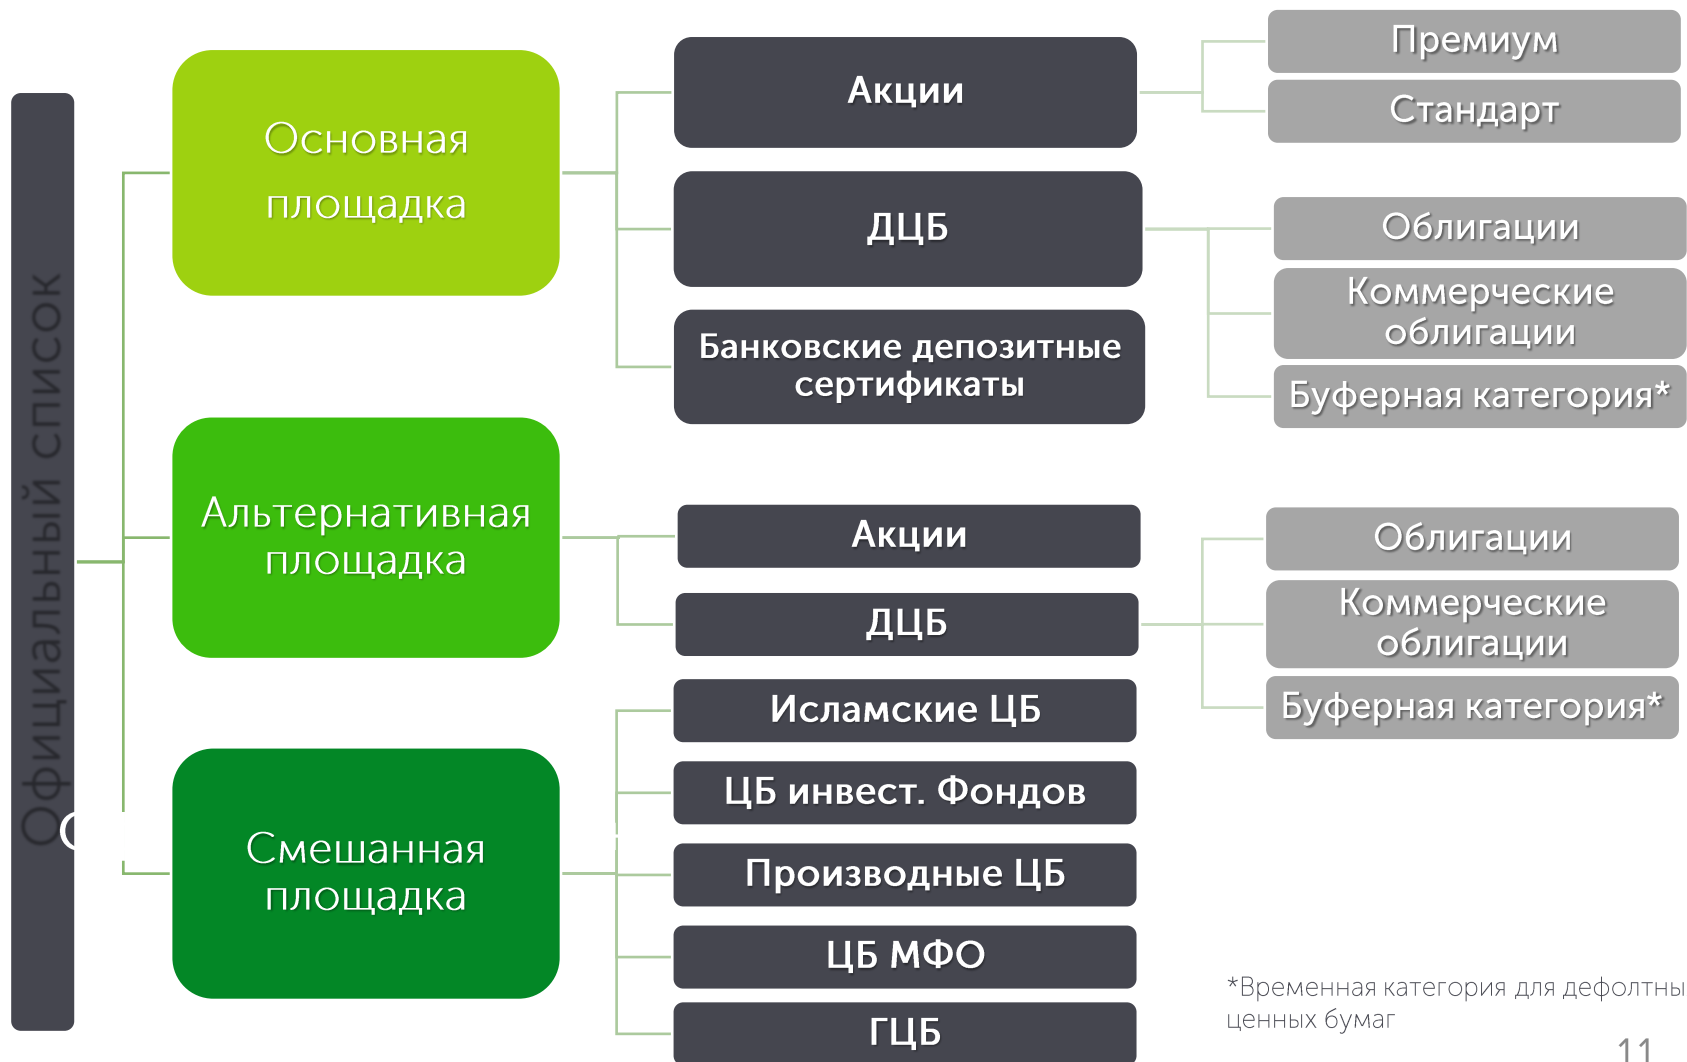 Официальный список
Основная
площадка
Акции
Премиум
Стандарт
ДЦБ
Облигации
Коммерческие
облигации
Буферная категория*
Банковские депозитные
сертификаты
Альтернативная
площадка
Акции
ДЦБ
Облигации
Коммерческие
облигации
Буферная категория*
Смешанная
площадка
Исламские ЦБ
ЦБ инвест. Фондов
Производные ЦБ
ЦБ МФО
ГЦБ
*Временная категория для дефолтны
ценных бумаг
11